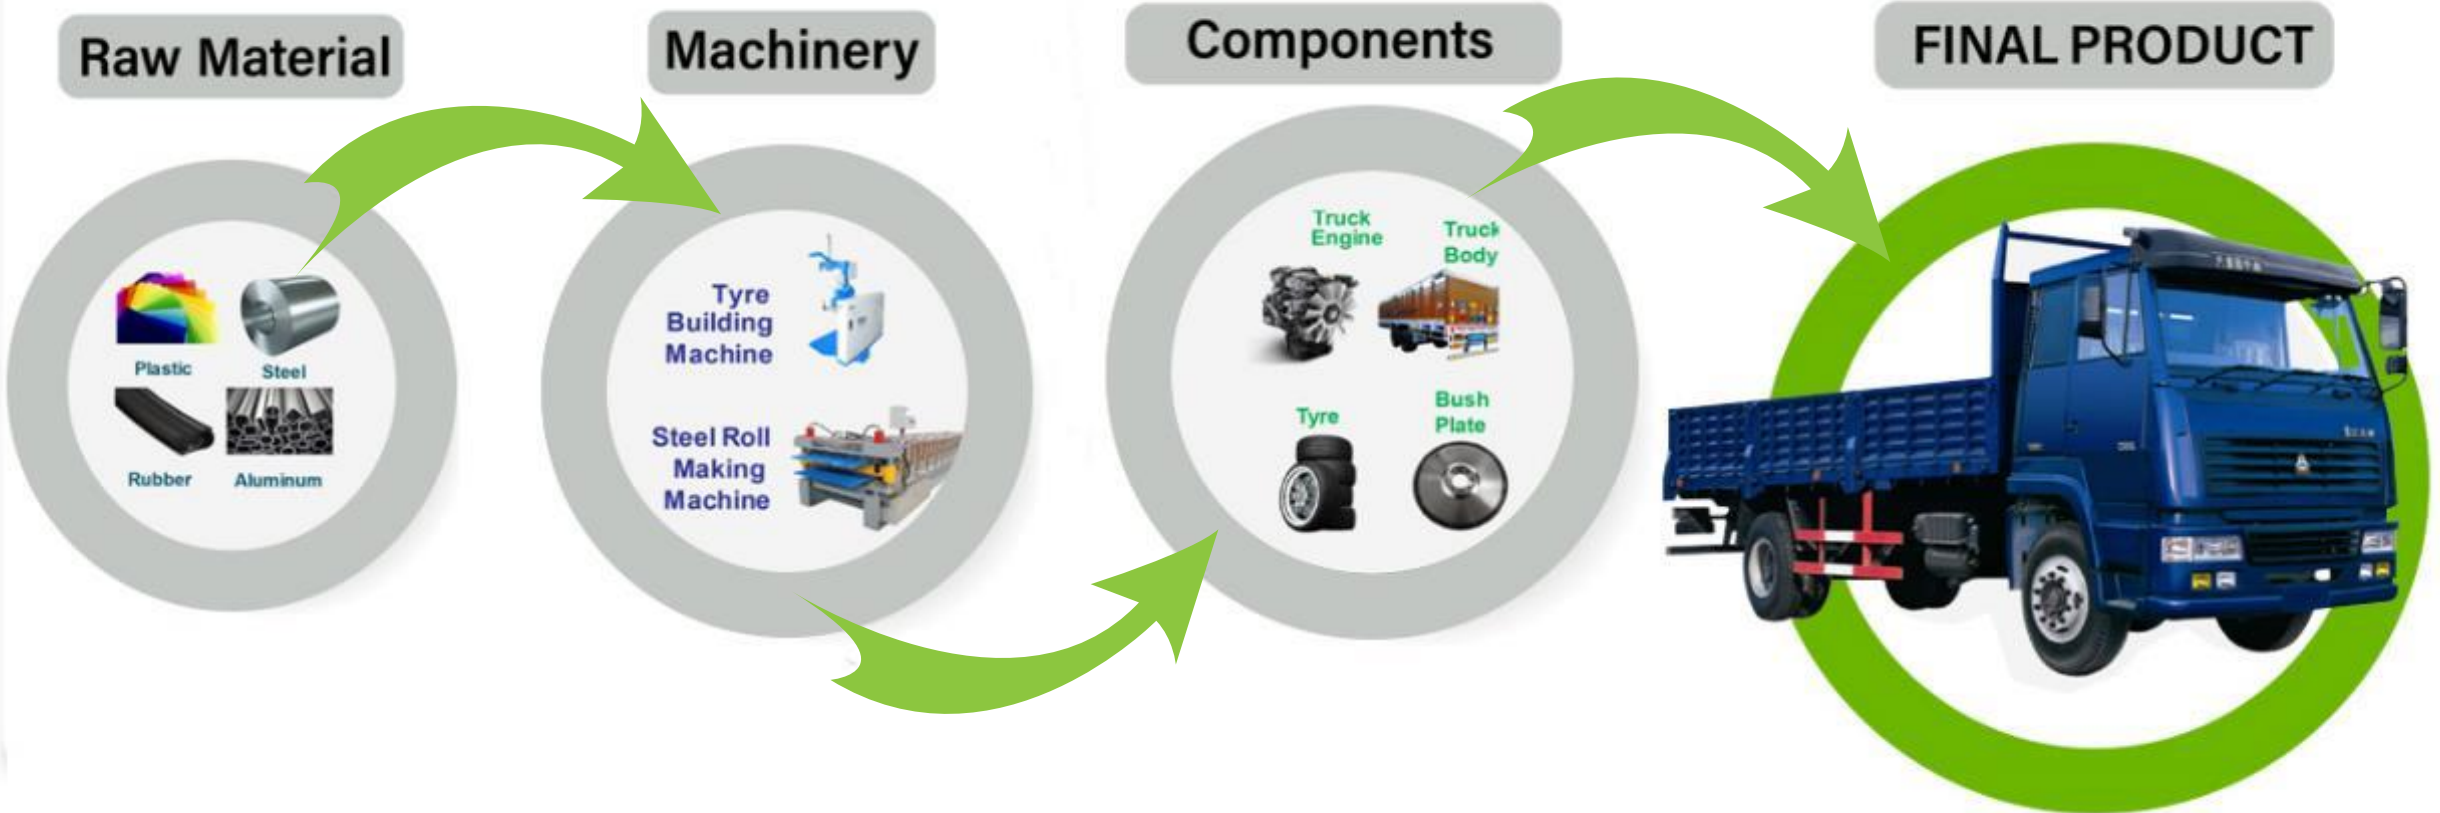 Raw Material
Plastic
Steel
Rubber
Aluminum
Machinery
Tyre
Building
Machine
Steel Roll
Making
Machine
Components
Truck
Engine
Truck
Body
Tyre
Bush
Plate
FINAL PRODUCT